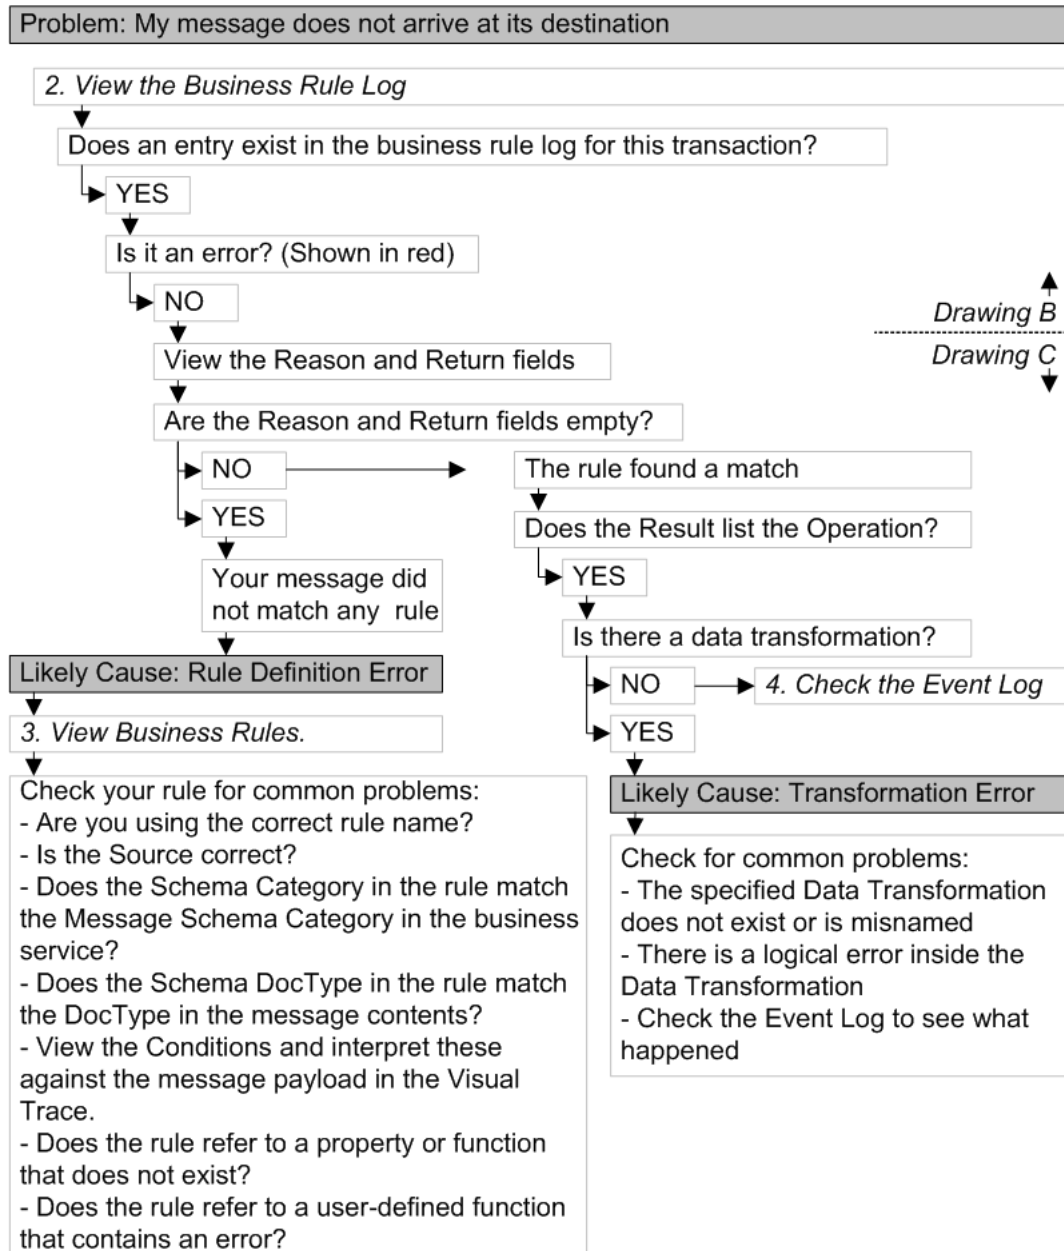 Problem: My message does not arrive at its destination
2. View the Business Rule Log
Does an entry exist in the business rule log for this transaction?
YES
Is it an error? (Shown in red)
NO
Drawing B
Drawing C
View the Reason and Return fields
Are the Reason and Return fields empty?
NO
YES
Your message did
not match any rule
Likely Cause: Rule Definition Error
3. View Business Rules.
Check your rule for common problems:
- Are you using the correct rule name?
- Is the Source correct?
- Does the Schema Category in the rule match
the Message Schema Category in the business
service?
- Does the Schema DocType in the rule match
the DocType in the message contents?
- View the Conditions and interpret these
against the message payload in the Visual
Trace.
- Does the rule refer to a property or function
that does not exist?
- Does the rule refer to a user-defined function
that contains an error?
The rule found a match
Does the Result list the Operation?
YES
Is there a data transformation?
NO
4. Check the Event Log
YES
Likely Cause: Transformation Error
Check for common problems:
- The specified Data Transformation
does not exist or is misnamed
- There is a logical error inside the
Data Transformation
- Check the Event Log to see what
happened